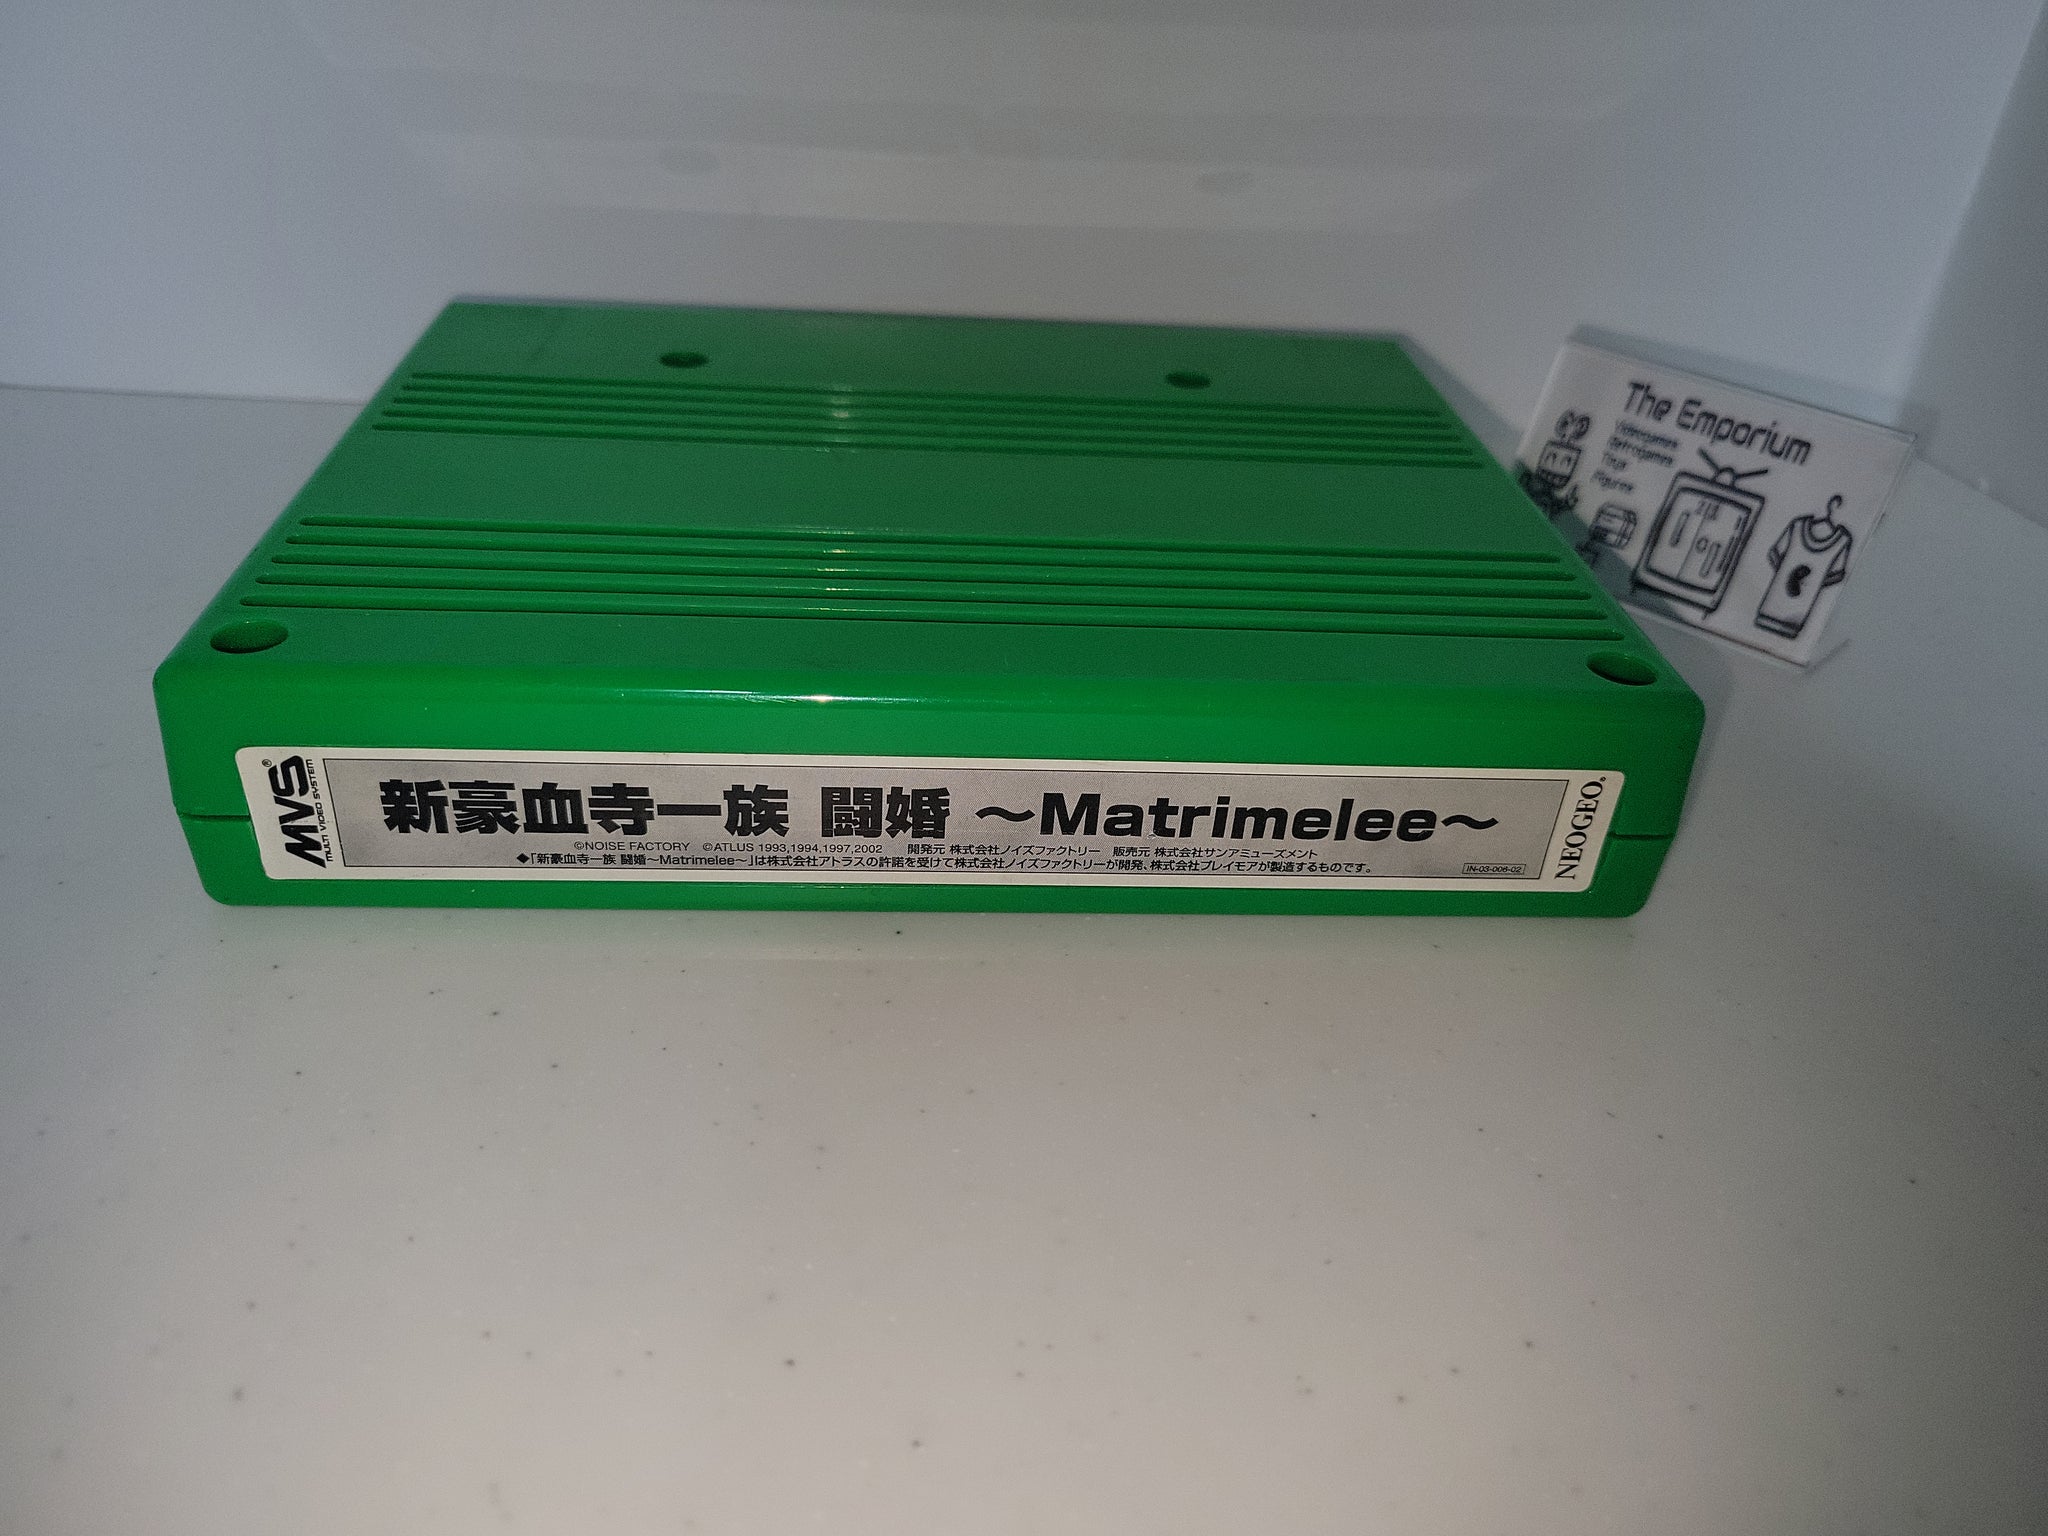 The Emporium
Videogames
Retrogames
Toys
Figures
MVS®
MULTI VIDEO SYSTEM
新豪血寺一族 闘婚 ～Matrimelee～
©NOISE FACTORY ©ATLUS 1993,1994,1997,2002 開発元 株式会社ノイズファクトリー 販売元 株式会社サンアミューズメント
◆「新豪血寺一族 闘婚～Matrimelee～」は株式会社アトラスの許諾を受けて株式会社ノイズファクトリーが開発、株式会社プレイモアが製造するものです。
IN-03-006-02
NEOGEO®